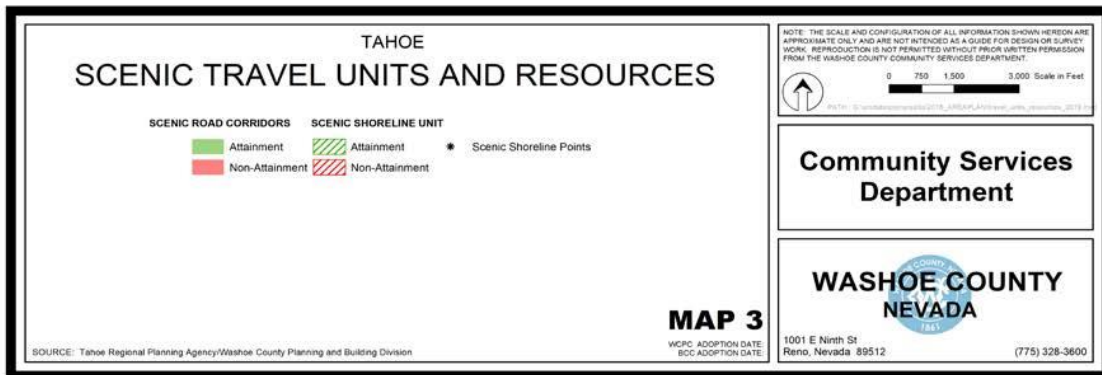 TAHOE
SCENIC TRAVEL UNITS AND RESOURCES
SCENIC ROAD CORRIDORS SCENIC SHORELINE UNIT
Attainment Attainment Scenic Shoreline Points
Non-Attainment Non-Attainment
MAP 3
WCPC ADOPTION DATE:
BCC ADOPTION DATE:
SOURCE: Tahoe Regional Planning Agency/Washoe County Planning and Building Division
NOTE: THE SCALE AND CONFIGURATION OF ALL INFORMATION SHOWN HEREON ARE
APPROXIMATE ONLY AND ARE NOT INTENDED AS A GUIDE FOR DESIGN OR SURVEY
WORK. REPRODUCTION IS NOT PERMITTED WITHOUT PRIOR WRITTEN PERMISSION
FROM THE WASHOE COUNTY COMMUNITY SERVICES DEPARTMENT.
0 750 1,500 3,000 Scale in Feet
PATH:
Community Services
Department
WASHOE COUNTY
NEVADA
1861
1001 E Ninth St
Reno, Nevada 89512 (775) 328-3600